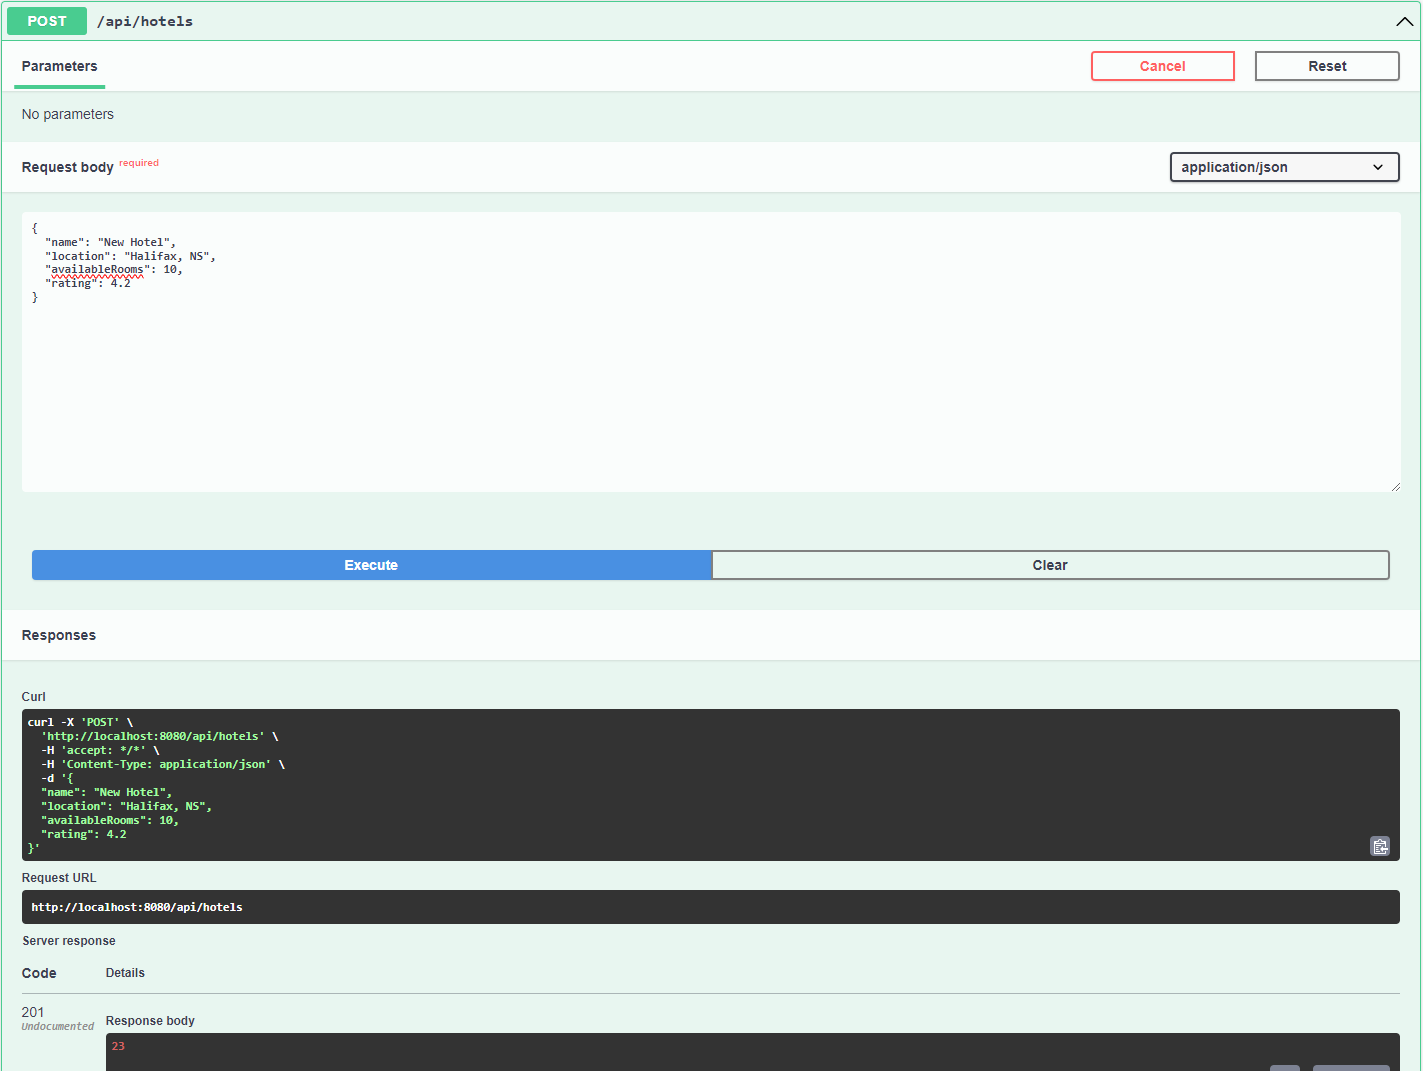 POST /api/hotels
Parameters
Cancel
Reset
No parameters
Request body required
application/json
{
  "name": "New Hotel",
  "location": "Halifax, NS",
  "availableRooms": 10,
  "rating": 4.2
}
Execute
Clear
Responses
Curl
curl -X 'POST' \
  'http://localhost:8080/api/hotels' \
  -H 'accept: */*' \
  -H 'Content-Type: application/json' \
  -d '{
  "name": "New Hotel",
  "location": "Halifax, NS",
  "availableRooms": 10,
  "rating": 4.2
}'
Request URL
http://localhost:8080/api/hotels
Server response
Code
Details
201
Undocumented
Response body
23